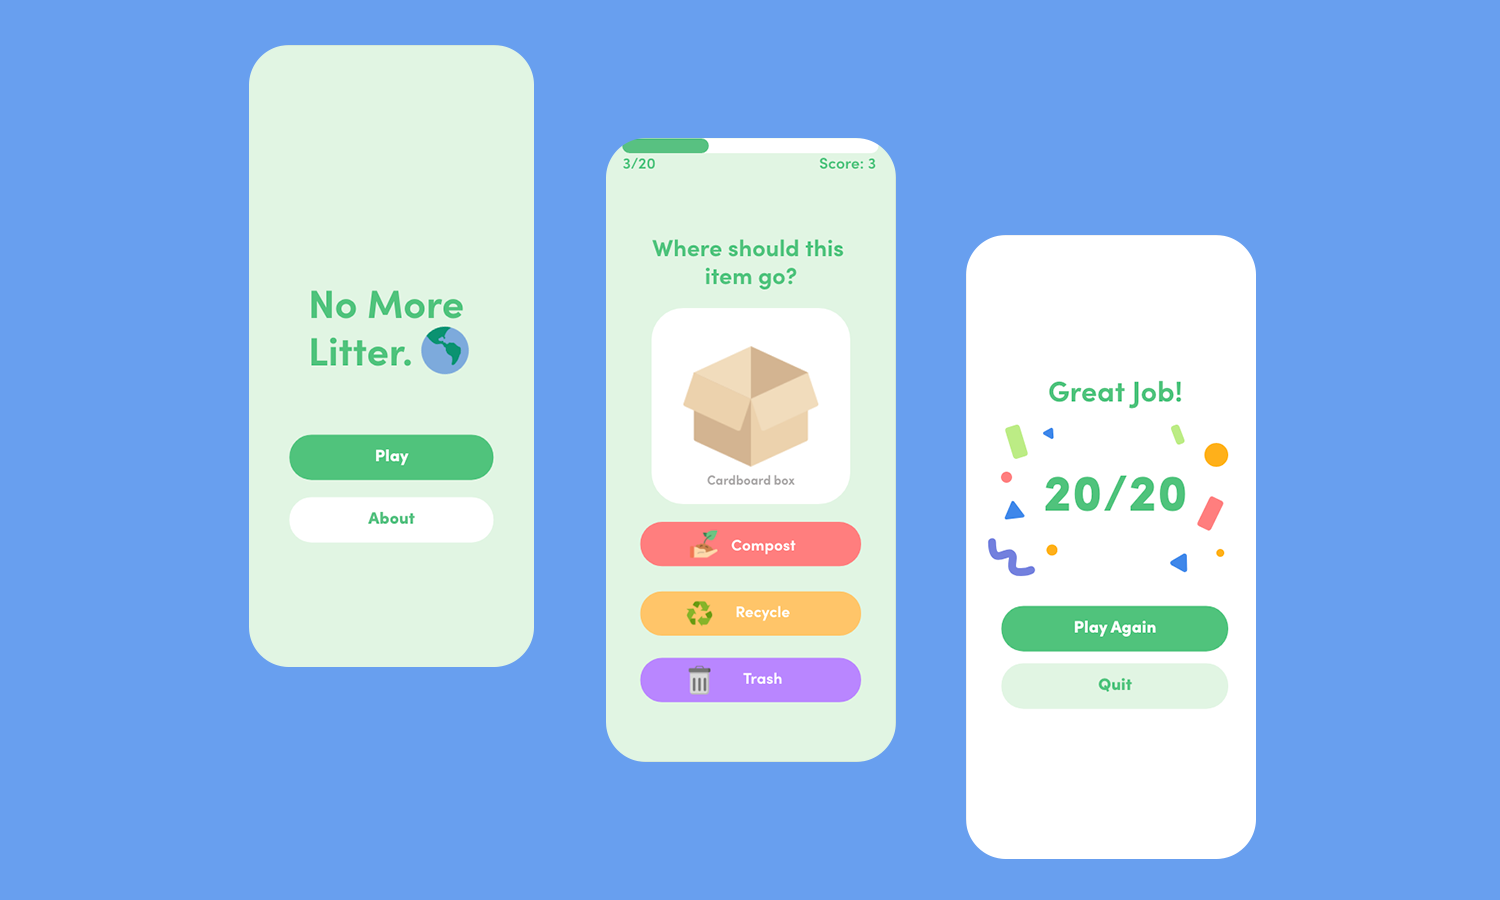 No More
Litter.
Play
About
3/20
Score: 3
Where should this
item go?
Cardboard box
Compost
Recycle
Trash
Great Job!
20/20
Play Again
Quit